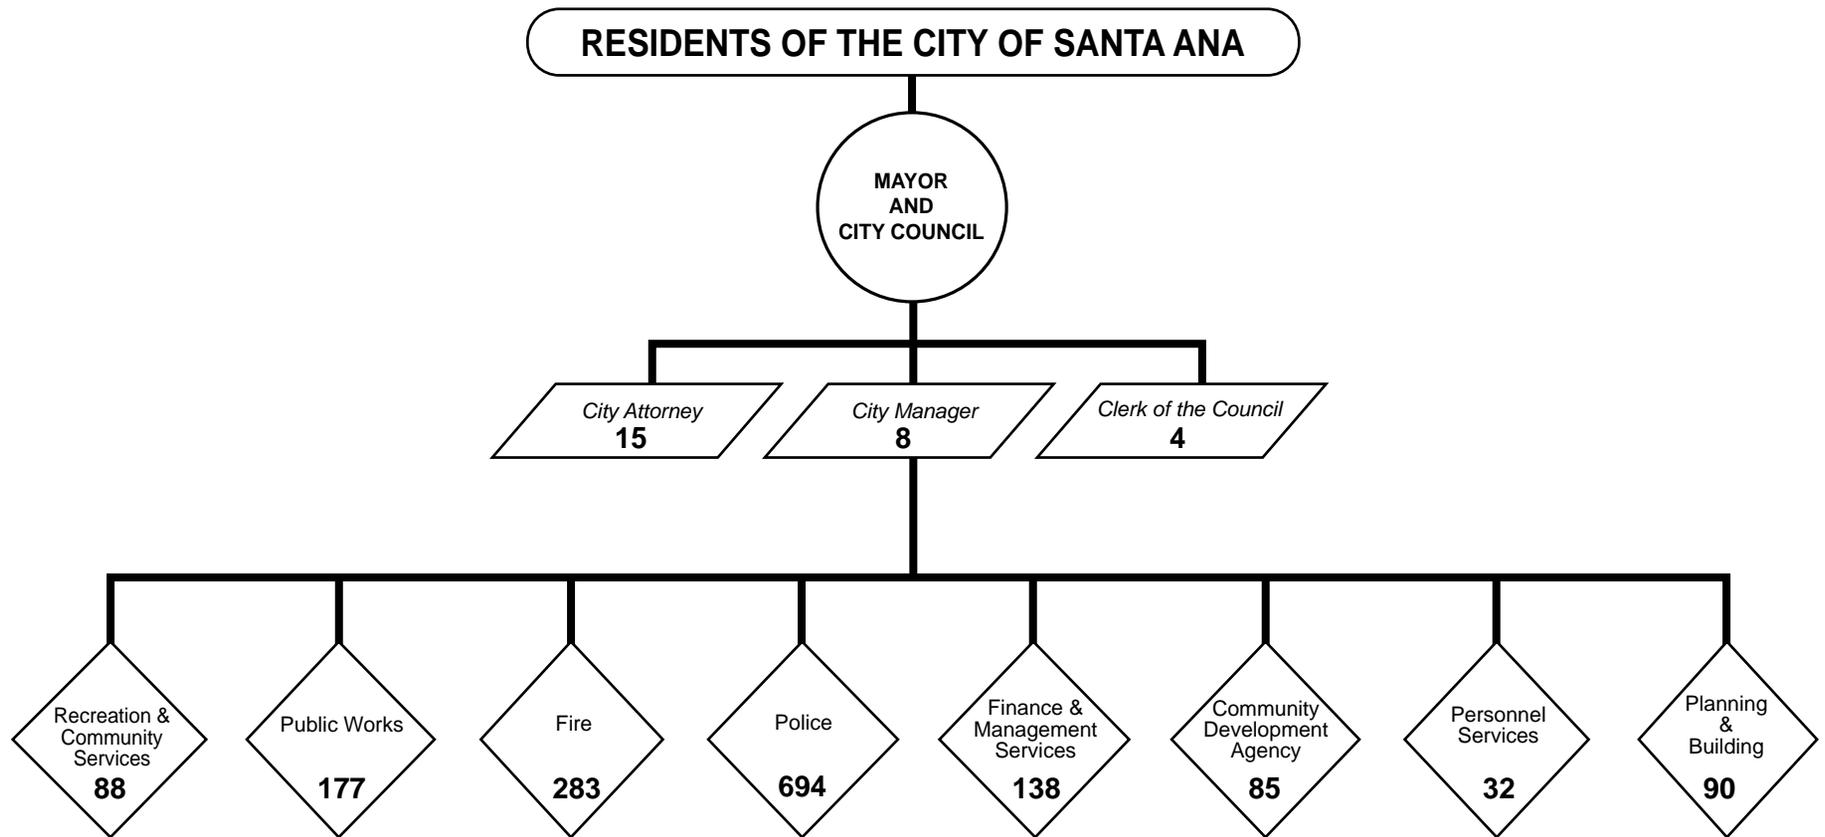 RESIDENTS OF THE CITY OF SANTA ANA
MAYOR
AND
CITY COUNCIL
City Attorney
15
City Manager
8
Clerk of the Council
4
Recreation &
Community
Services
88
Public Works
177
Fire
283
Police
694
Finance &
Management
Services
138
Community
Development
Agency
85
Personnel
Services
32
Planning
&
Building
90